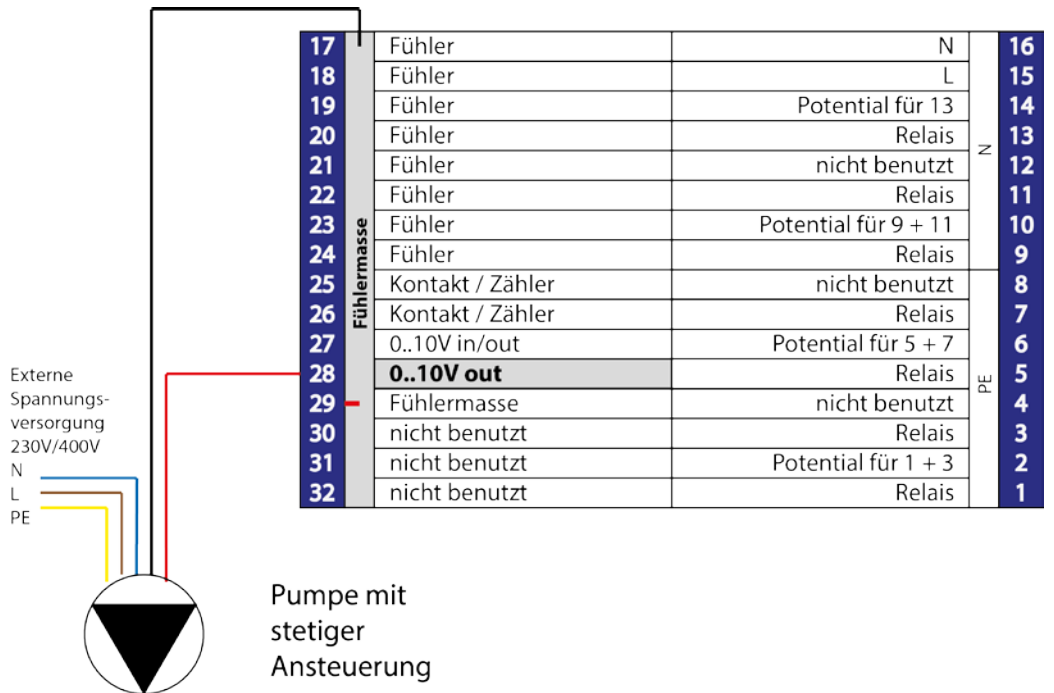 17 Fühler N 16
18 Fühler L 15
19 Fühler Potential für 13 14
20 Fühler Relais 13
21 Fühler nicht benutzt 12
22 Fühler Relais 11
23 Fühler Potential für 9 + 11 10
24 Fühler Relais 9
25 Kontakt / Zähler nicht benutzt 8
26 Kontakt / Zähler Relais 7
27 0..10V in/out Potential für 5 + 7 6
28 0..10V out Relais 5
29 Fühlermasse nicht benutzt 4
30 nicht benutzt Relais 3
31 nicht benutzt Potential für 1 + 3 2
32 nicht benutzt Relais 1
Fühlermasse
N
PE
Externe
Spannungs-
versorgung
230V/400V
N
L
PE
Pumpe mit
stetiger
Ansteuerung